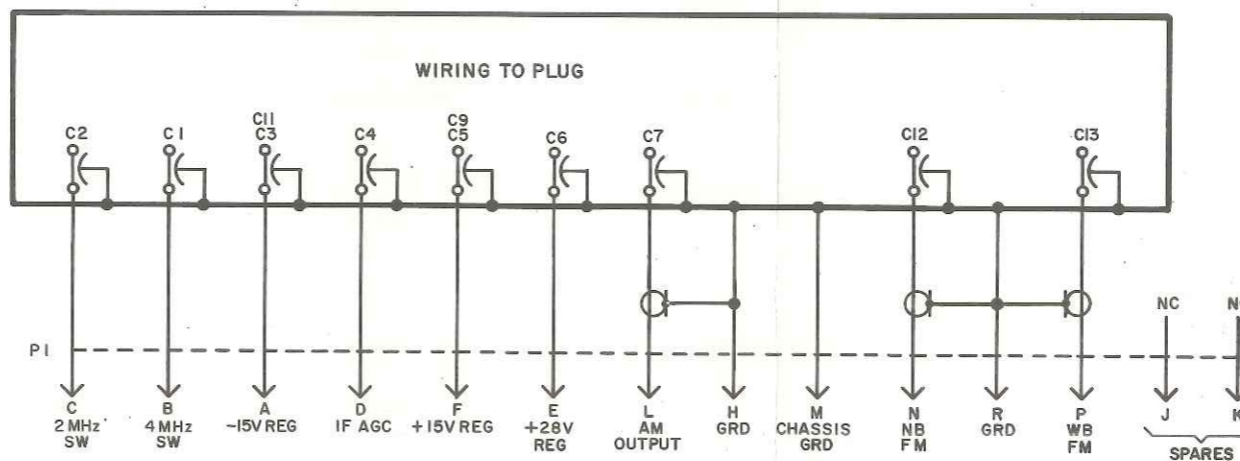 WIRING TO PLUG
C2
C1
C11
C3
C4
C9
C5
C6
C7
C12
C13
NC
P1
C
2 MHz
SW
B
4 MHz
SW
A
-15V REG
D
IF AGC
F
+15V REG
E
+28V
REG
L
AM
OUTPUT
H
GRD
M
CHASSIS
GRD
N
NB
FM
R
GRD
P
WB
FM
J
K
SPARES